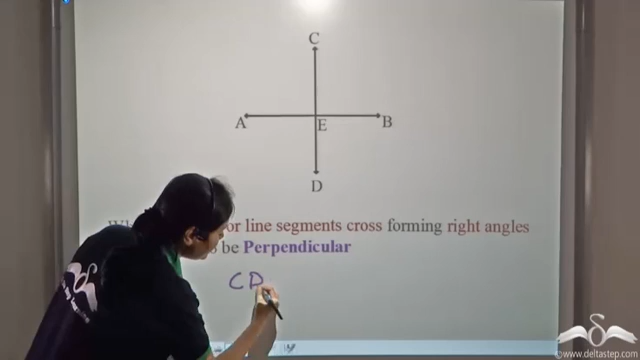 C
A
E
B
D
or line segments cross forming right angles
be Perpendicular
CD
©www.deltastep.com